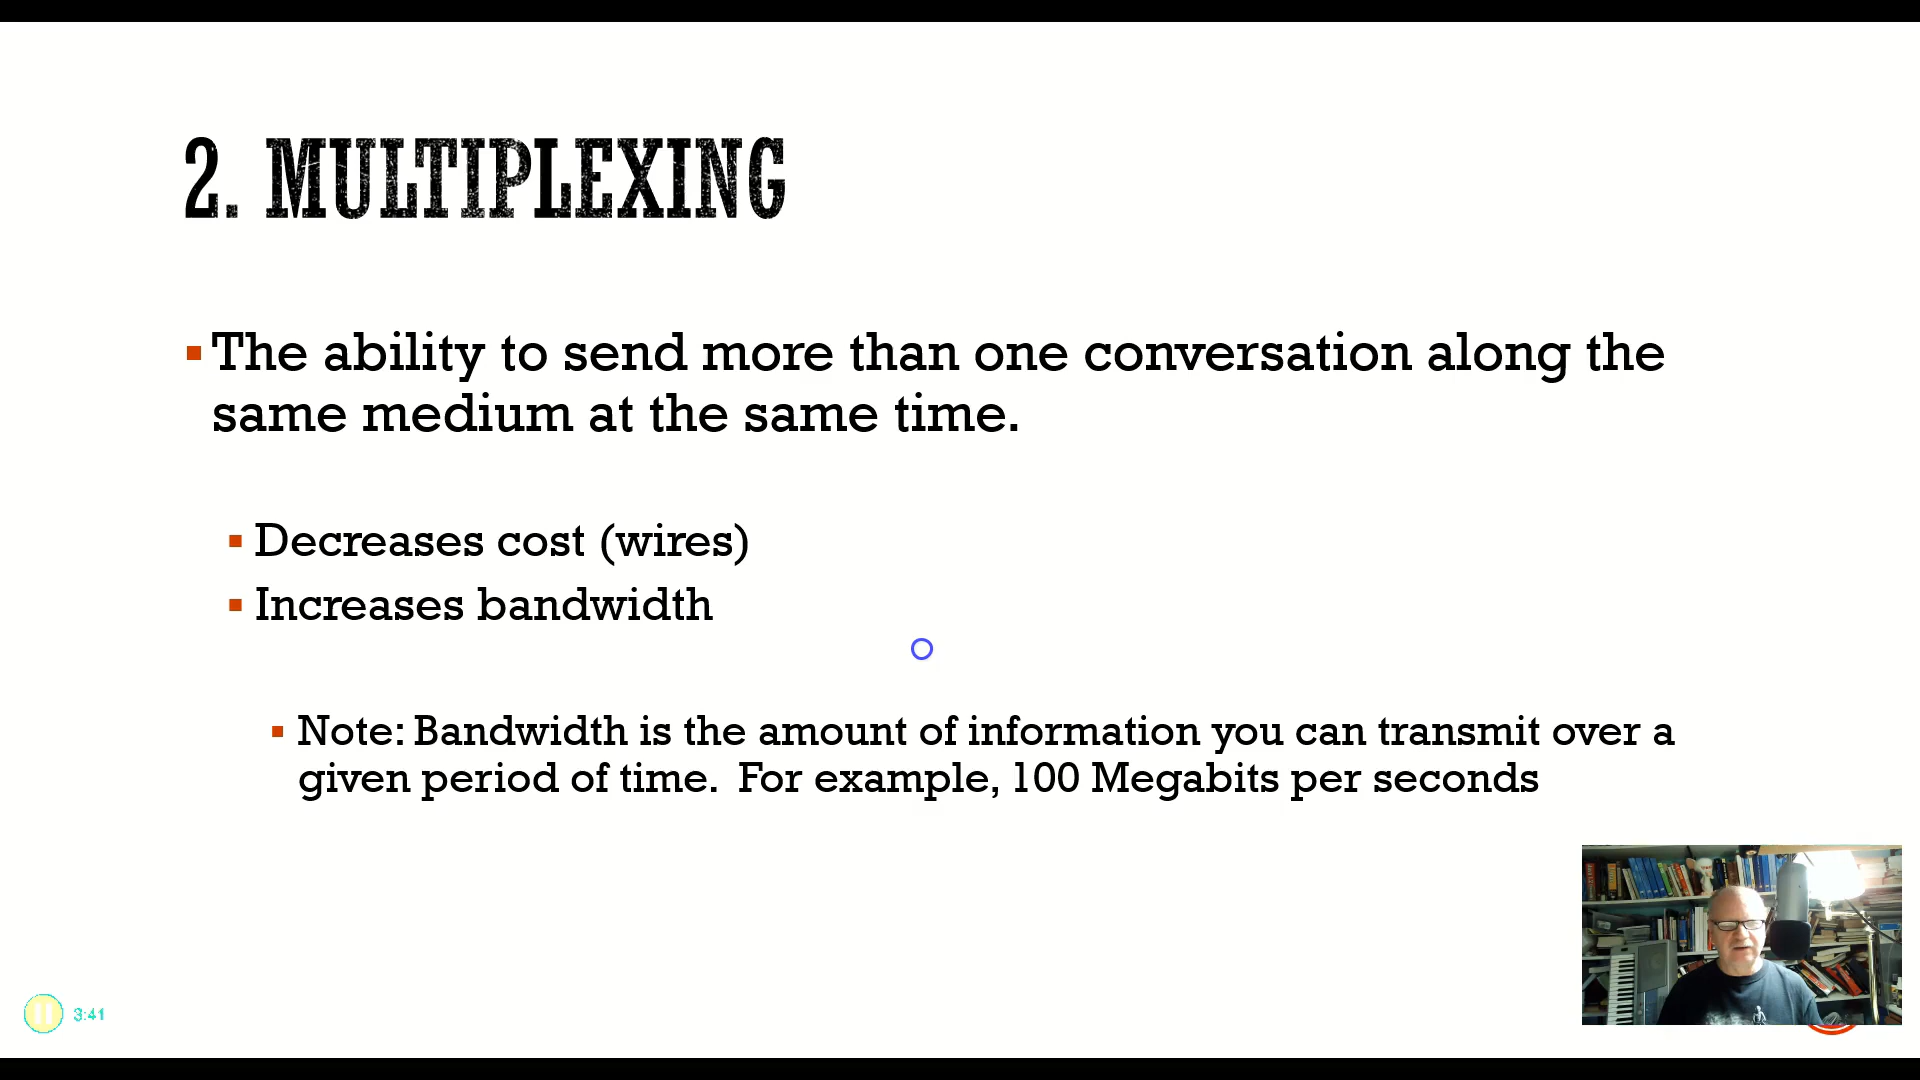 2. MULTIPLEXING
The ability to send more than one conversation along the
same medium at the same time.
Decreases cost (wires)
Increases bandwidth
Note: Bandwidth is the amount of information you can transmit over a
given period of time.  For example, 100 Megabits per seconds
3:41